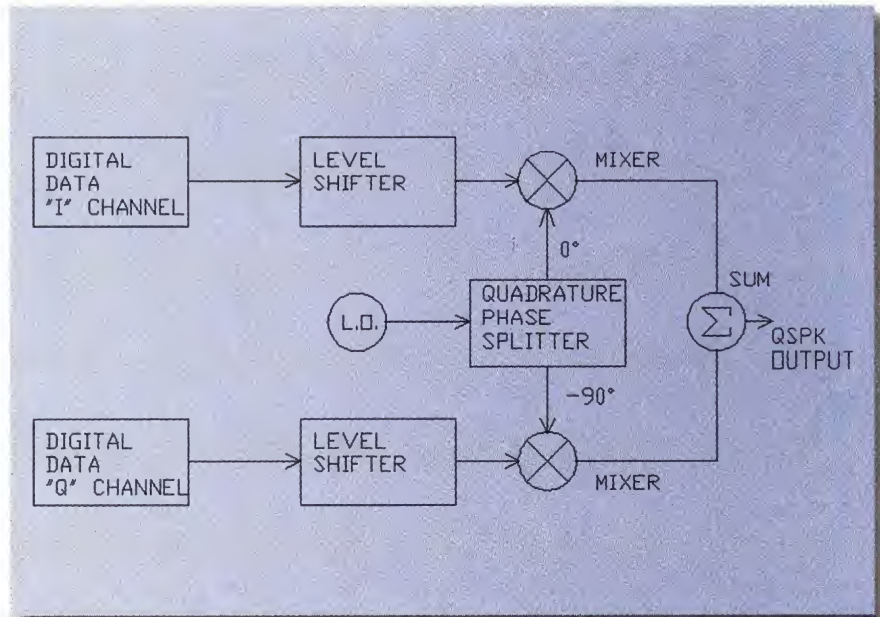 DIGITAL
DATA
"I" CHANNEL
LEVEL
SHIFTER
MIXER
0°
L.O.
QUADRATURE
PHASE
SPLITTER
SUM
Σ
QSPK
OUTPUT
-90°
DIGITAL
DATA
"Q" CHANNEL
LEVEL
SHIFTER
MIXER